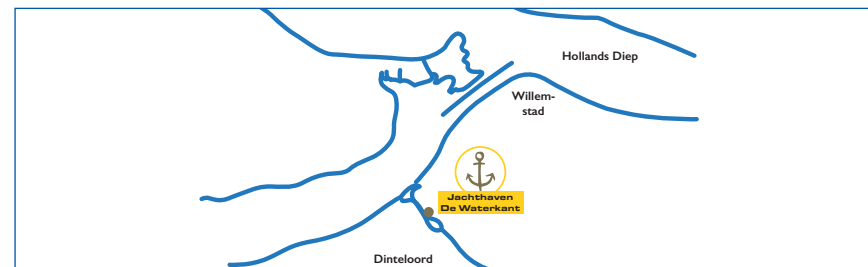 Hollands Diep
Willem-
stad
Jachthaven
De Waterkant
Dinteloord